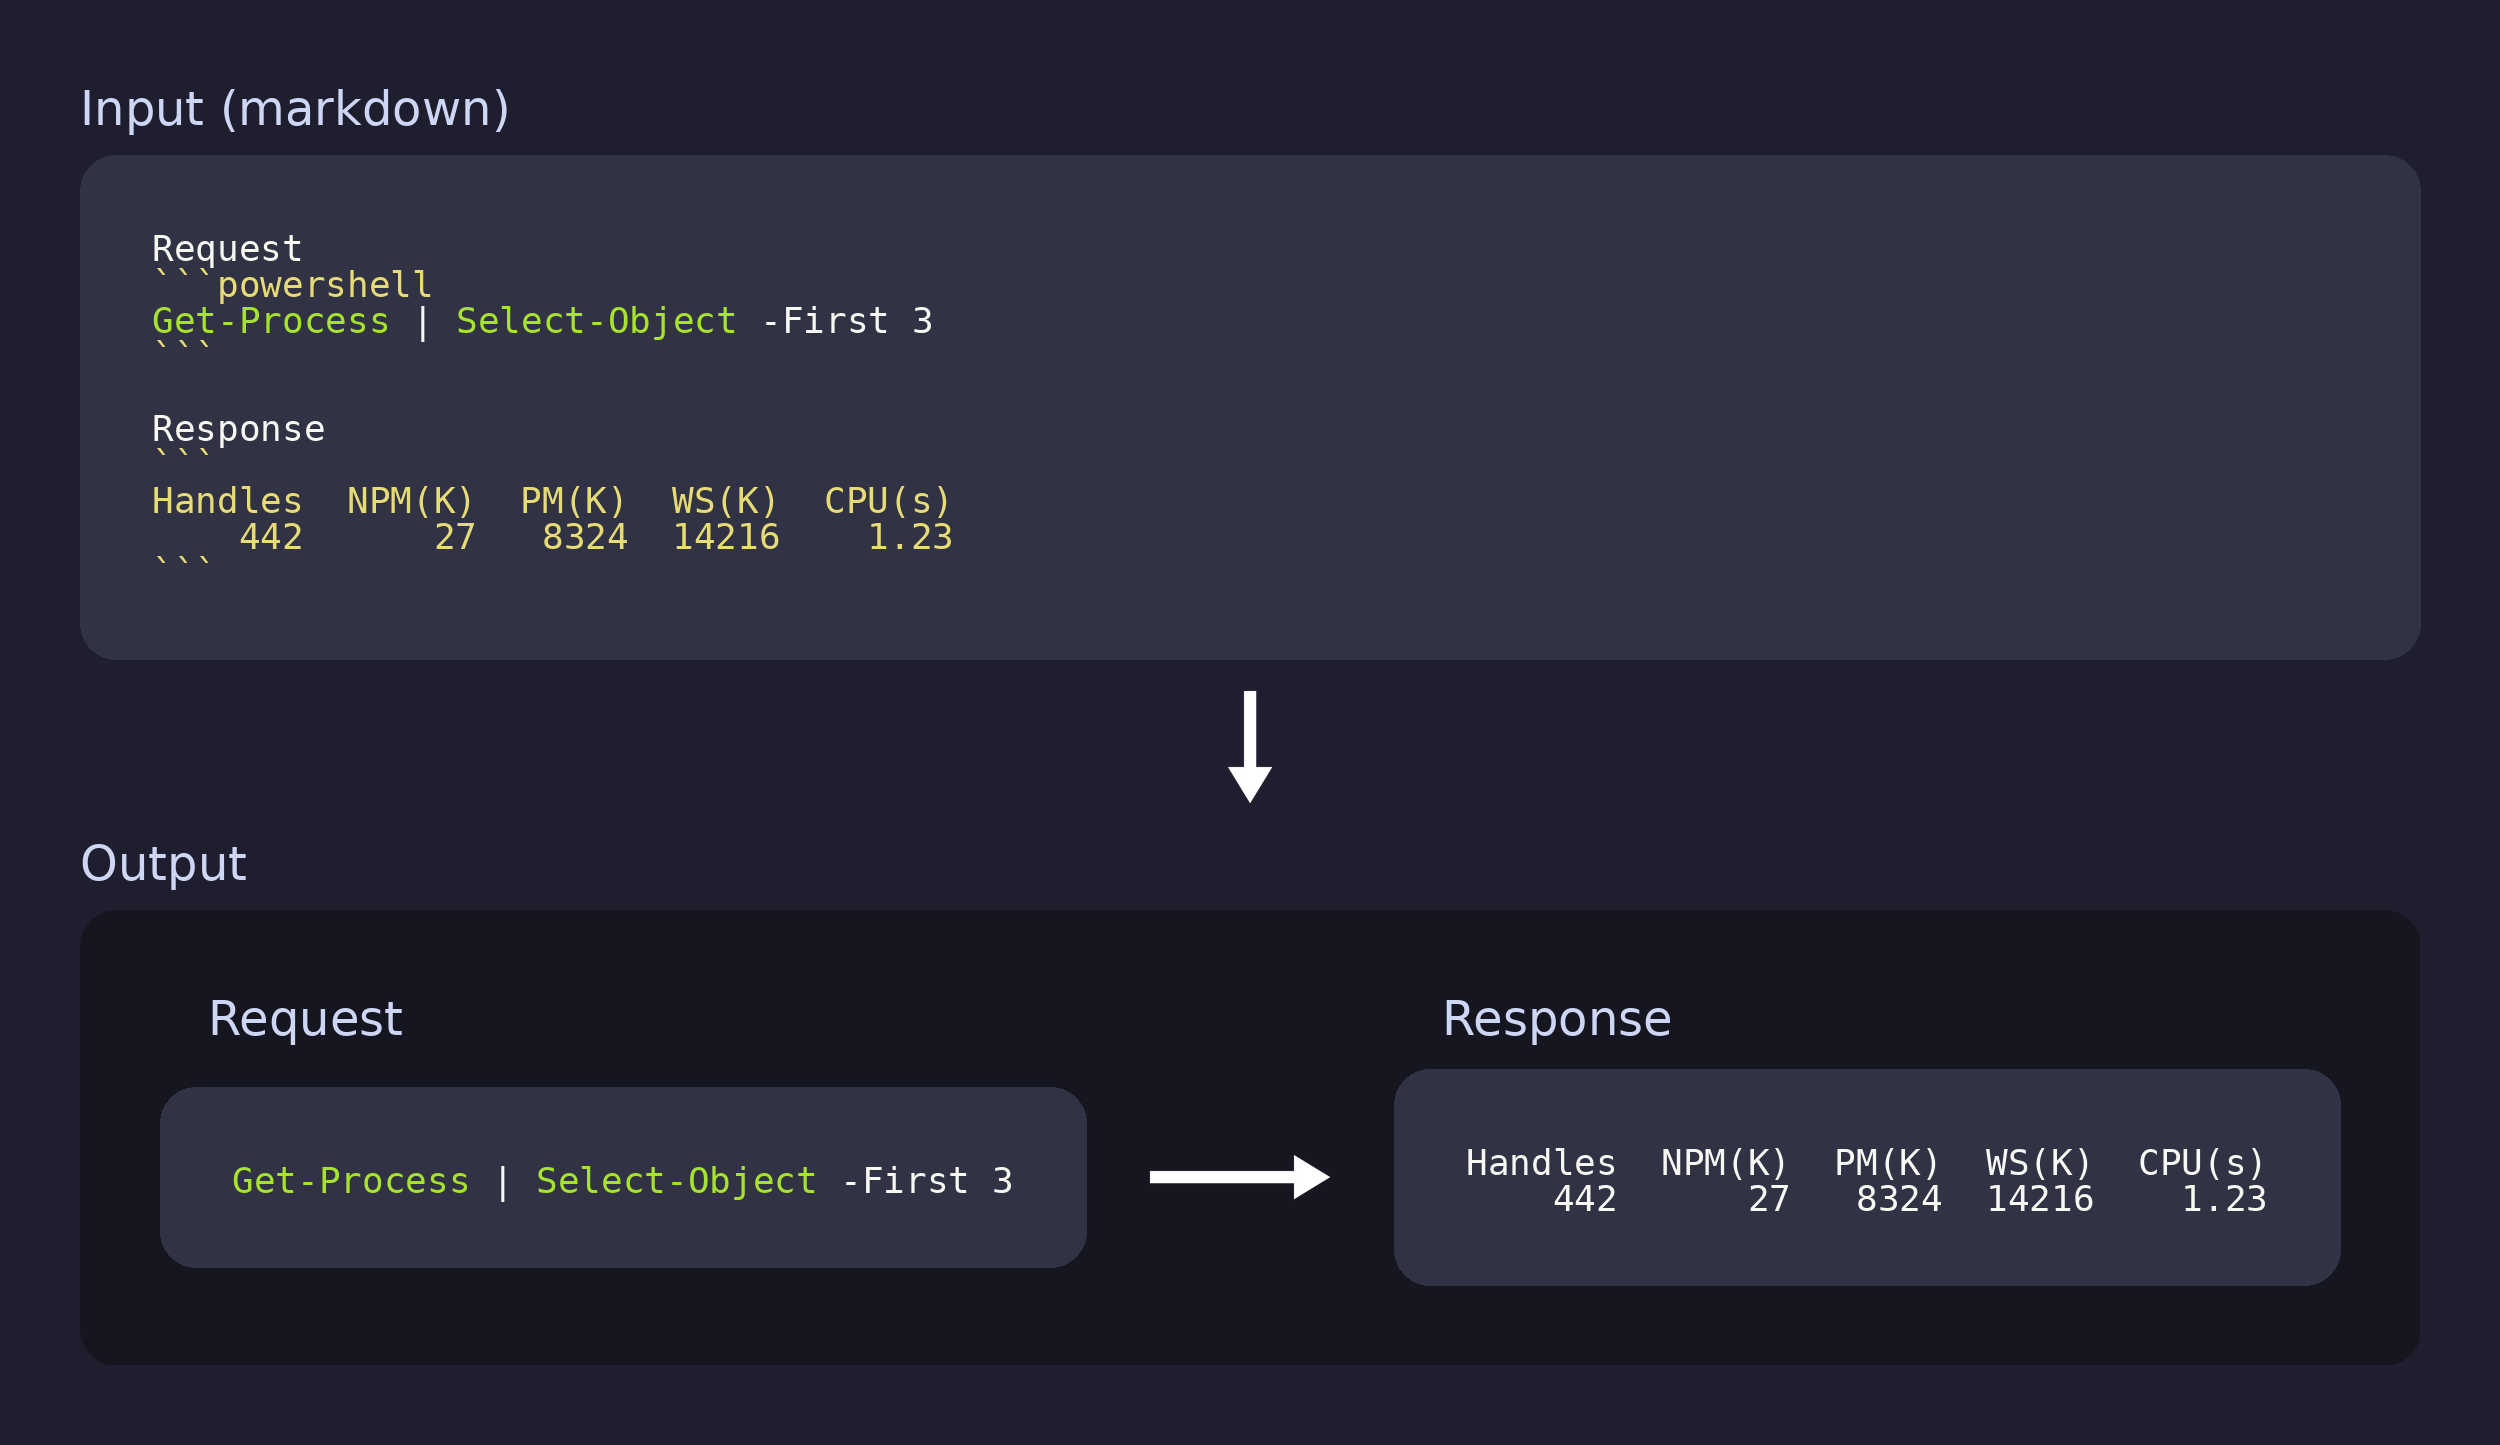 Input (markdown)
Request
```powershell
Get-Process | Select-Object -First 3
```
Response
```
Handles  NPM(K)  PM(K)  WS(K)  CPU(s)
    442      27   8324  14216    1.23
```
Output
Request
Get-Process | Select-Object -First 3
Response
Handles  NPM(K)  PM(K)  WS(K)  CPU(s)
    442      27   8324  14216    1.23